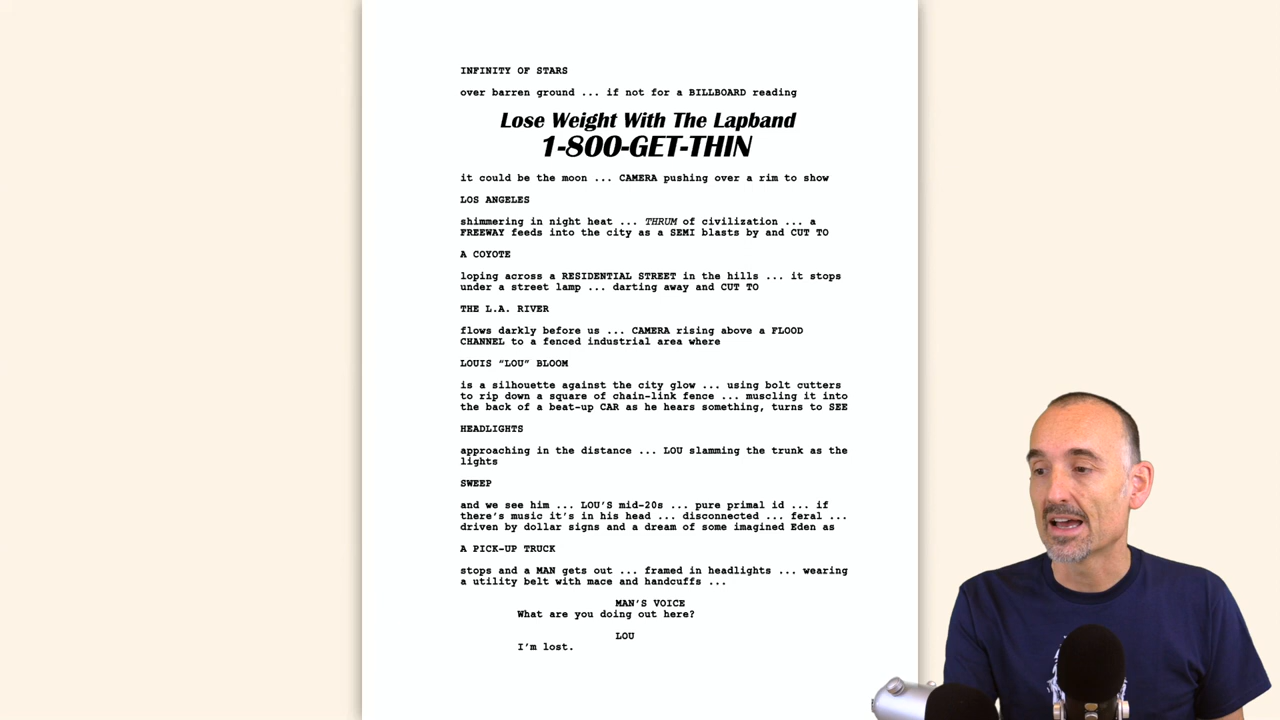 INFINITY OF STARS
over barren ground ... if not for a BILLBOARD reading
Lose Weight With The Lapband
1-800-GET-THIN
it could be the moon ... CAMERA pushing over a rim to show
LOS ANGELES
shimmering in night heat ... THRUM of civilization ... a
FREEWAY feeds into the city as a SEMI blasts by and CUT TO
A COYOTE
loping across a RESIDENTIAL STREET in the hills ... it stops
under a street lamp ... darting away and CUT TO
THE L.A. RIVER
flows darkly before us ... CAMERA rising above a FLOOD
CHANNEL to a fenced industrial area where
LOUIS “LOU” BLOOM
is a silhouette against the city glow ... using bolt cutters
to rip down a square of chain-link fence ... muscling it into
the back of a beat-up CAR as he hears something, turns to SEE
HEADLIGHTS
approaching in the distance ... LOU slamming the trunk as the
lights
SWEEP
and we see him ... LOU’S mid-20s ... pure primal id ... if
there’s music it’s in his head ... disconnected ... feral ...
driven by dollar signs and a dream of some imagined Eden as
A PICK-UP TRUCK
stops and a MAN gets out ... framed in headlights ... wearing
a utility belt with mace and handcuffs ...
MAN’S VOICE
What are you doing out here?
LOU
I’m lost.